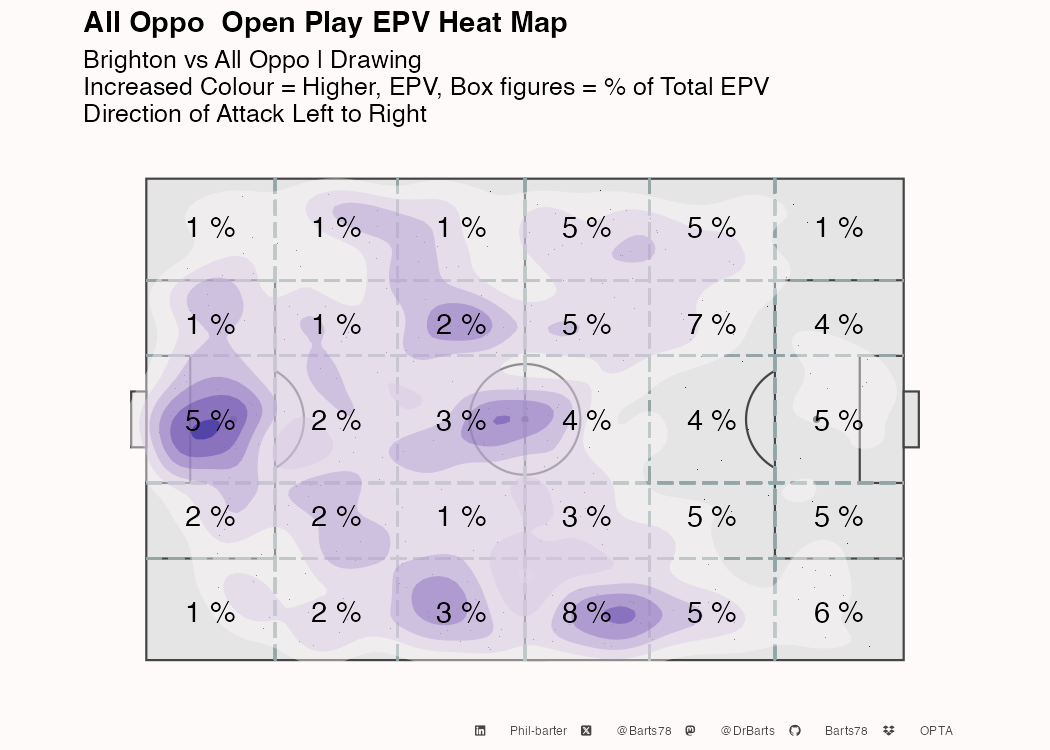 All Oppo  Open Play EPV Heat Map
Brighton vs All Oppo | Drawing
Increased Colour = Higher, EPV, Box figures = % of Total EPV
Direction of Attack Left to Right
1 % 1 % 1 % 5 % 5 % 1 %
1 % 1 % 2 % 5 % 7 % 4 %
5 % 2 % 3 % 4 % 4 % 5 %
2 % 2 % 1 % 3 % 5 % 5 %
1 % 2 % 3 % 8 % 5 % 6 %
Phil-barter @Barts78 @DrBarts Barts78 OPTA